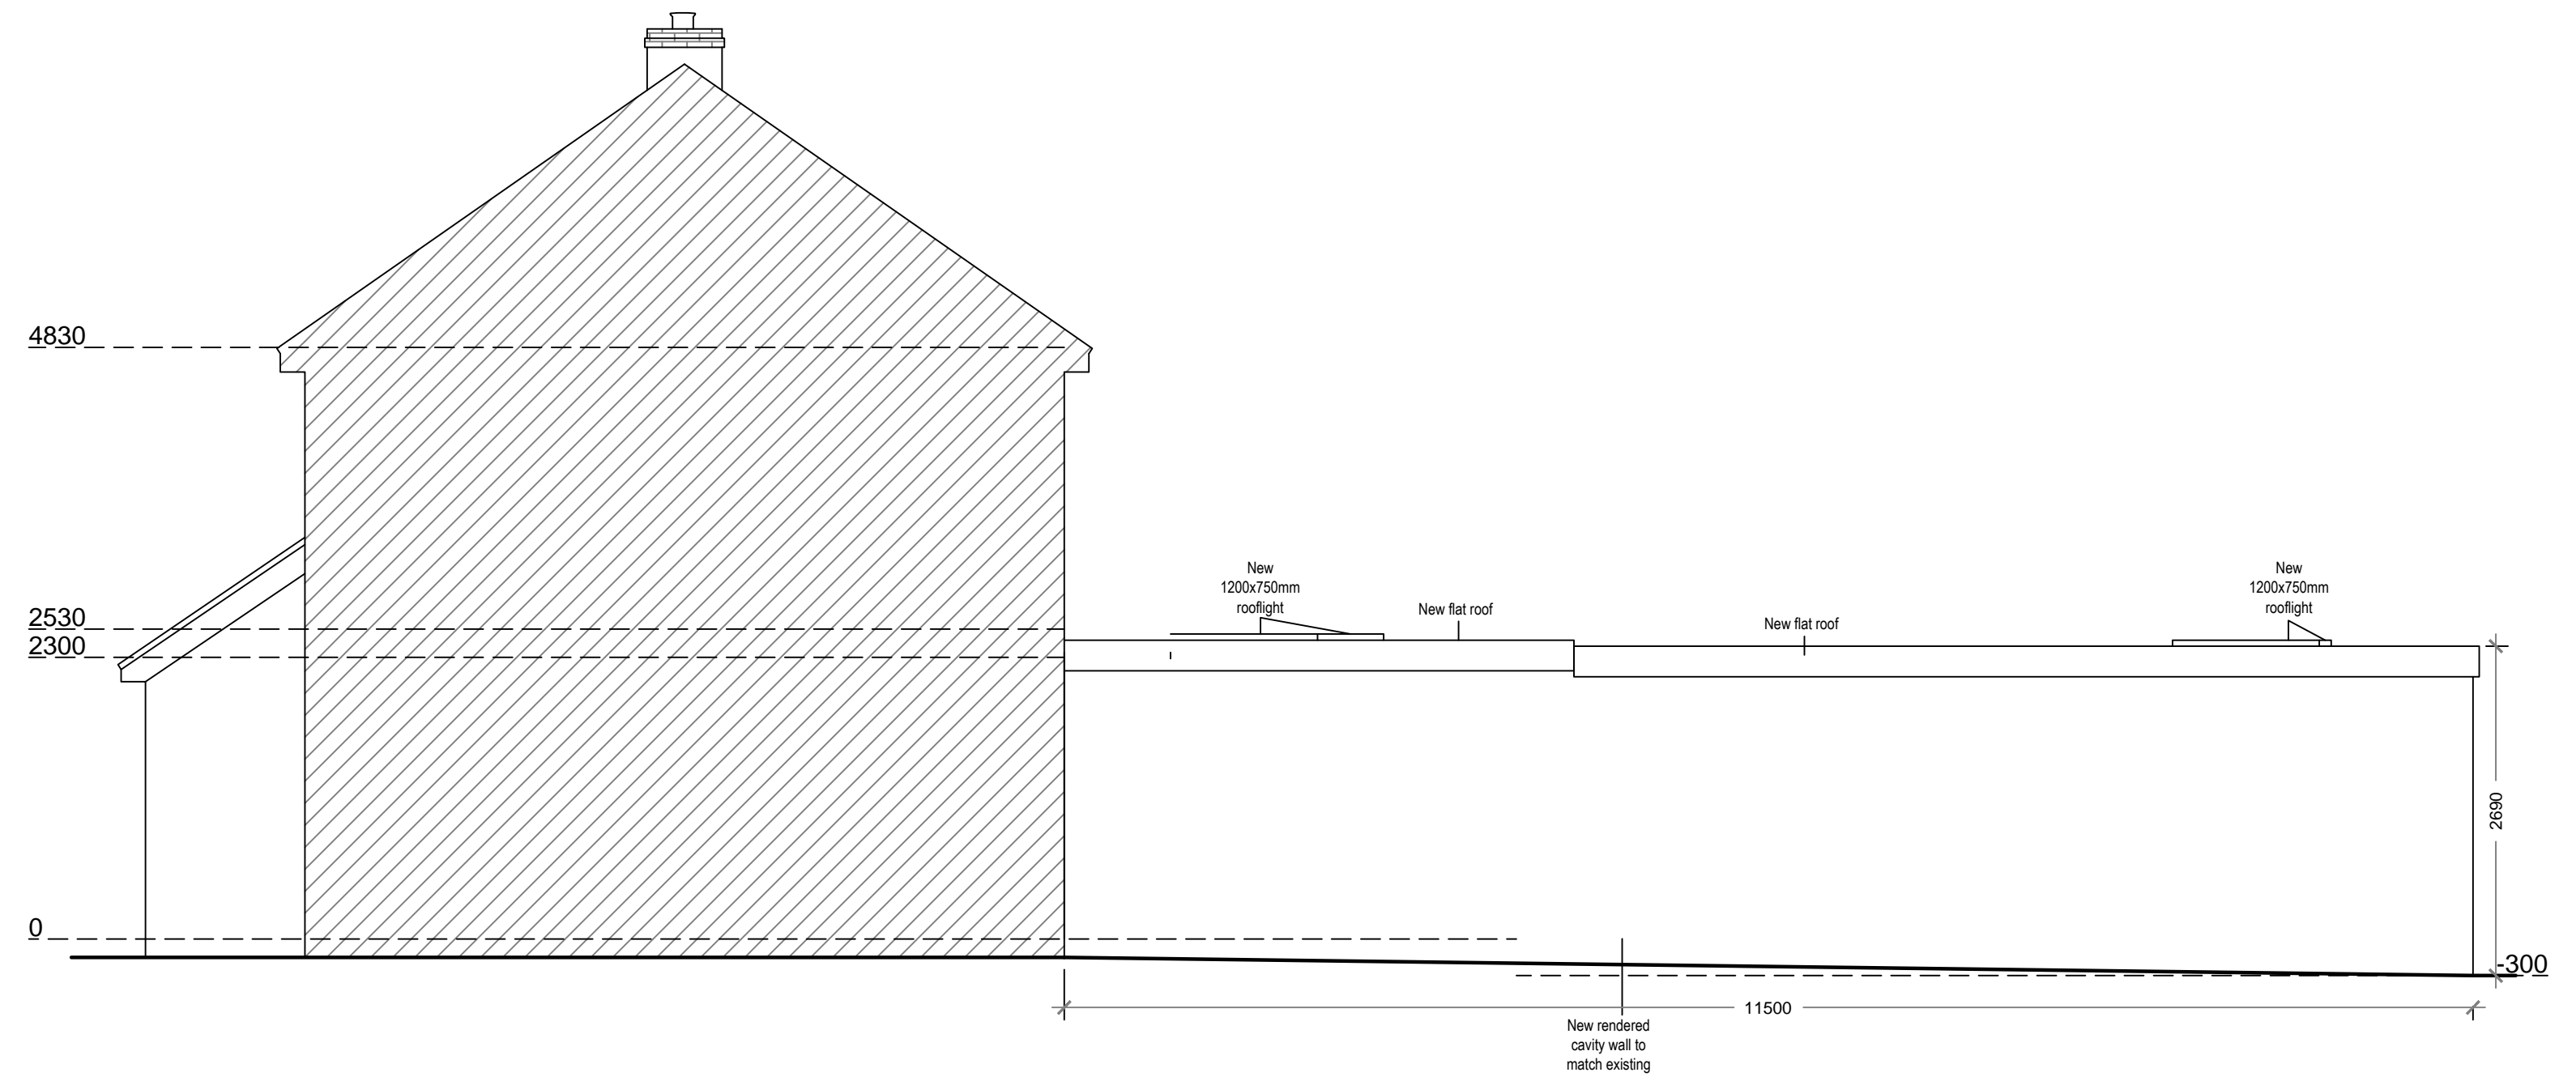 4830
2530
2300
0
New
1200x750mm
rooflight
New flat roof
New flat roof
New
1200x750mm
rooflight
2690
-300
11500
New rendered
cavity wall to
match existing